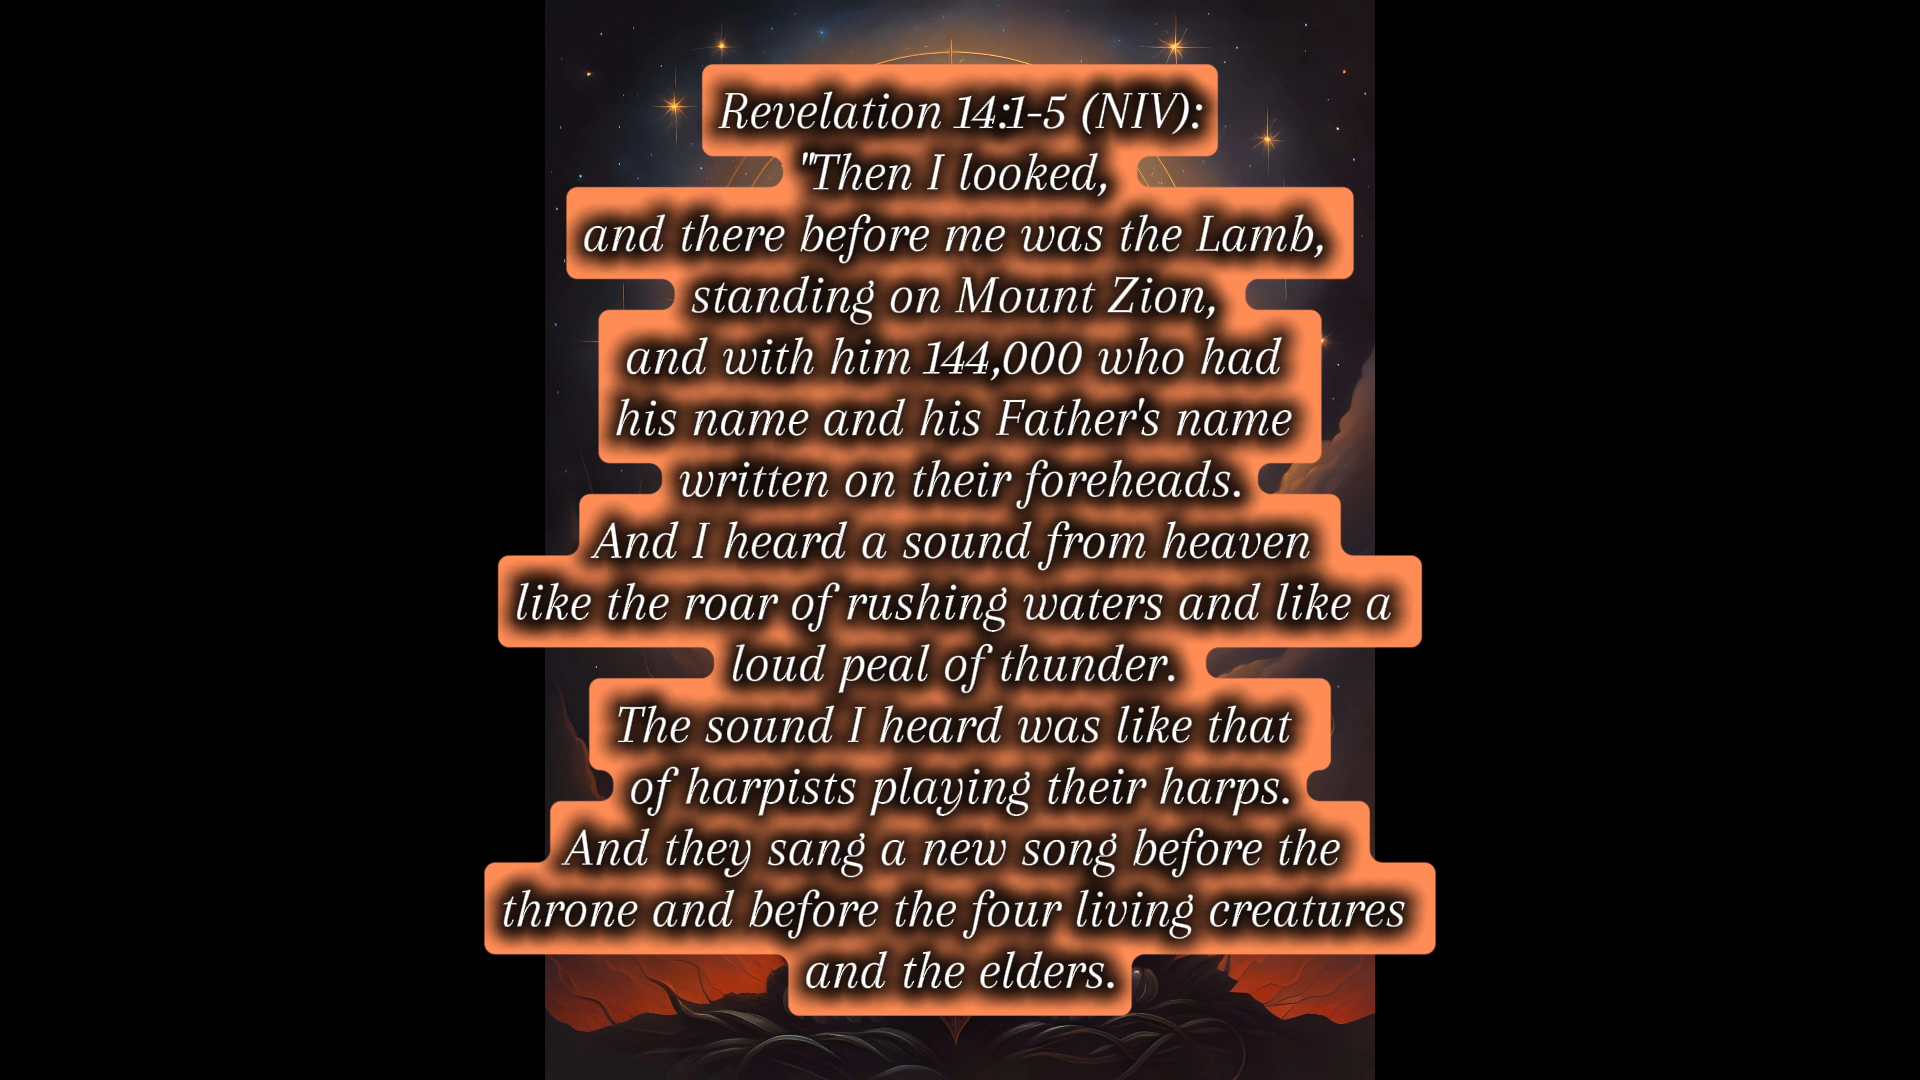 Revelation 14:1-5 (NIV):
"Then I looked,
and there before me was the Lamb,
standing on Mount Zion,
and with him 144,000 who had
his name and his Father's name
written on their foreheads.
And I heard a sound from heaven
like the roar of rushing waters and like a
loud peal of thunder.
The sound I heard was like that
of harpists playing their harps.
And they sang a new song before the
throne and before the four living creatures
and the elders.